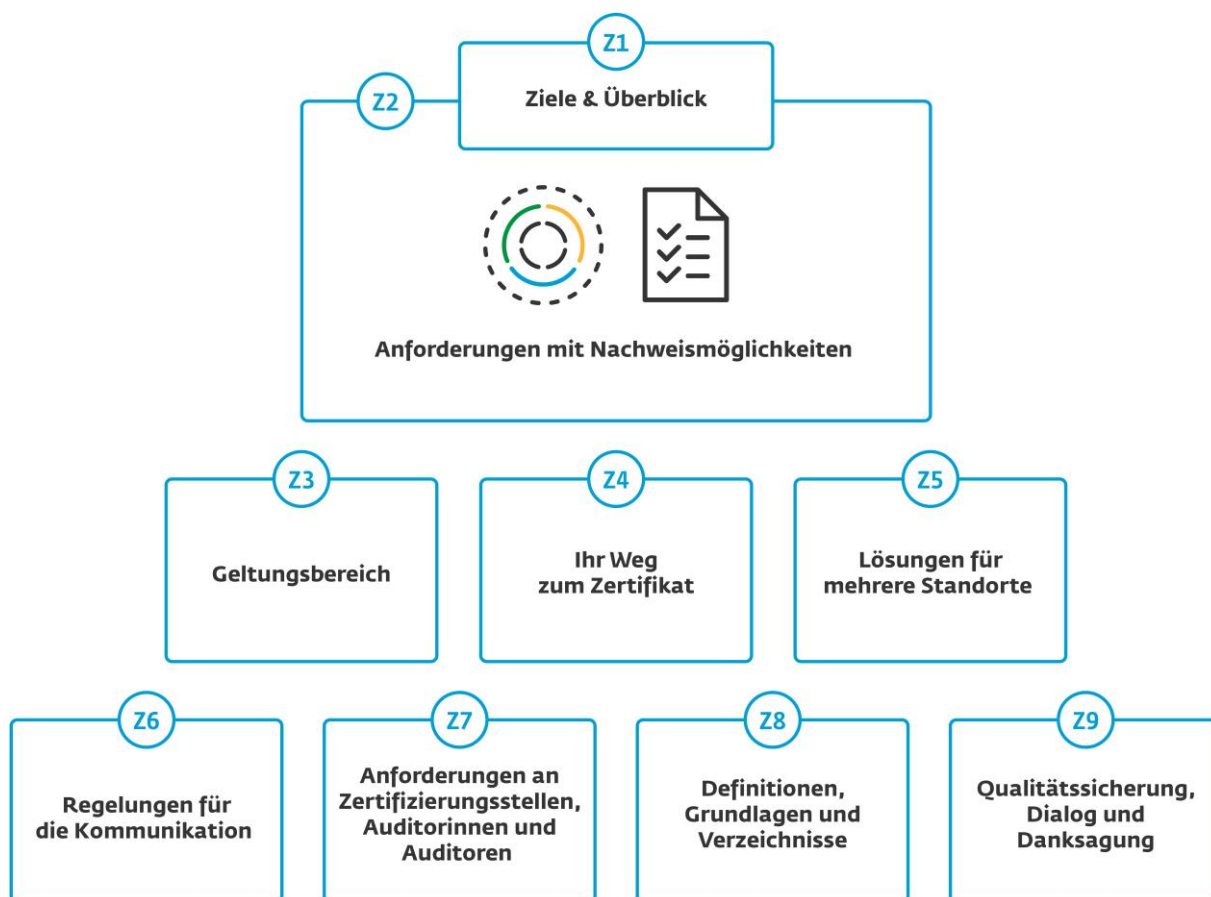 Z1
Ziele & Überblick
Z2
Anforderungen mit Nachweismöglichkeiten
Z3
Geltungsbereich
Z4
Ihr Weg
zum Zertifikat
Z5
Lösungen für
mehrere Standorte
Z6
Regelungen für
die Kommunikation
Z7
Anforderungen an
Zertifizierungsstellen,
Auditorinnen und
Auditoren
Z8
Definitionen,
Grundlagen und
Verzeichnisse
Z9
Qualitätssicherung,
Dialog und
Danksagung